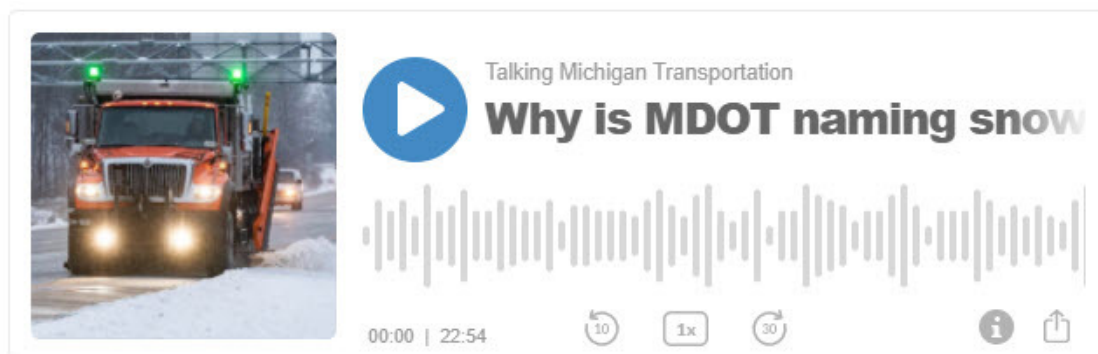 Talking Michigan Transportation
Why is MDOT naming snow
00:00 | 22:54
10
1x
30